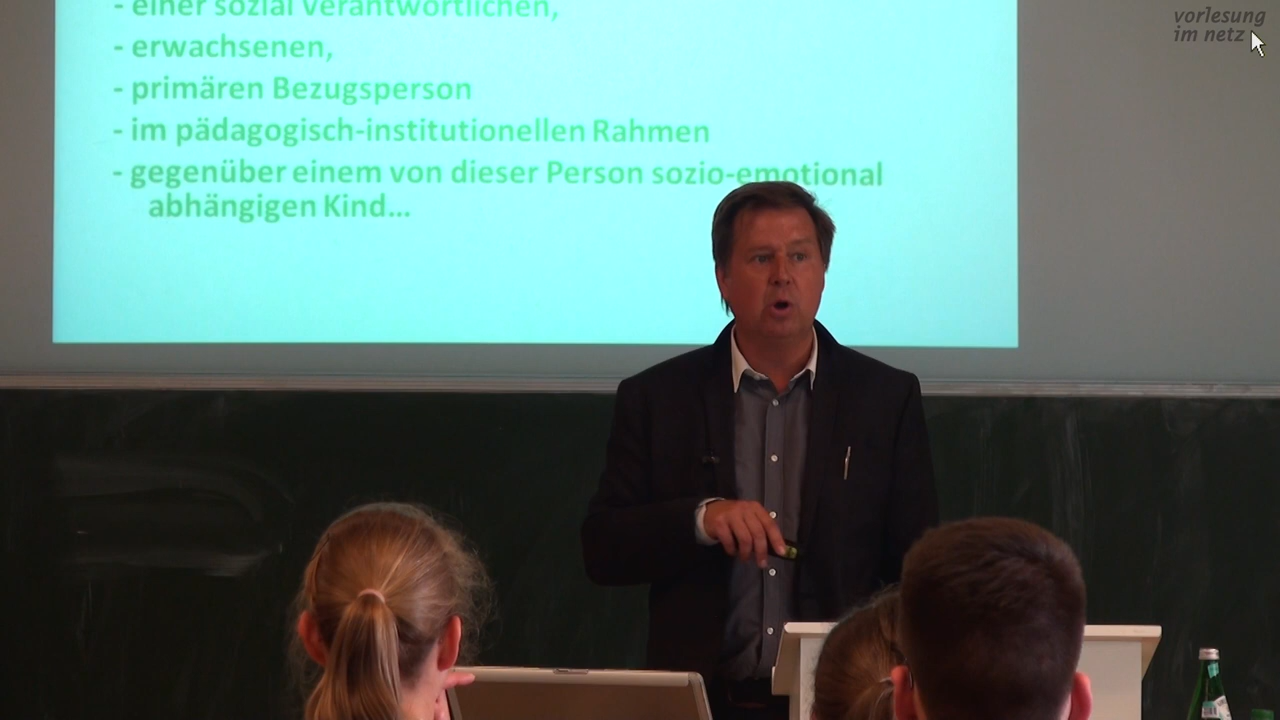 - einer sozial verantwortlichen,
- erwachsenen,
- primären Bezugsperson
- im pädagogisch-institutionellen Rahmen
- gegenüber einem von dieser Person sozio-emotional
abhängigen Kind...
vorlesung
im netz